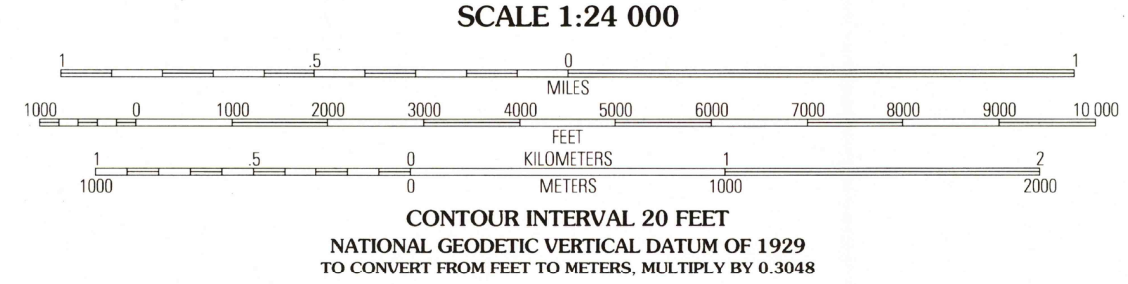 SCALE 1:24 000
1 .5 0 1
MILES
1000 0 1000 2000 3000 4000 5000 6000 7000 8000 9000 10 000
FEET
1 .5 0 KILOMETERS 1 2
1000 0 METERS 1000 2000
CONTOUR INTERVAL 20 FEET
NATIONAL GEODETIC VERTICAL DATUM OF 1929
TO CONVERT FROM FEET TO METERS, MULTIPLY BY 0.3048